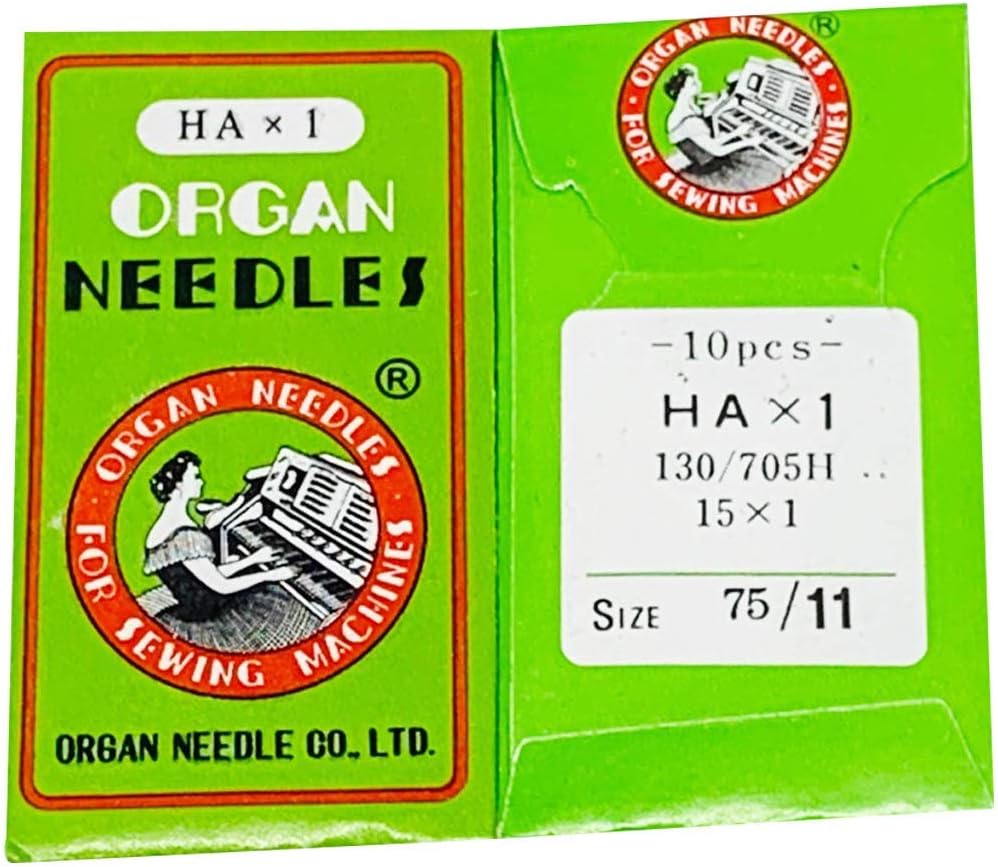 HA × 1
ORGAN
NEEDLES
®
ORGAN NEEDLES
FOR SEWING MACHINES
ORGAN NEEDLE CO., LTD.
®
ORGAN NEEDLES
FOR SEWING MACHINES
-10pcs-
HA × 1
130/705H
15 × 1
SIZE 75/11